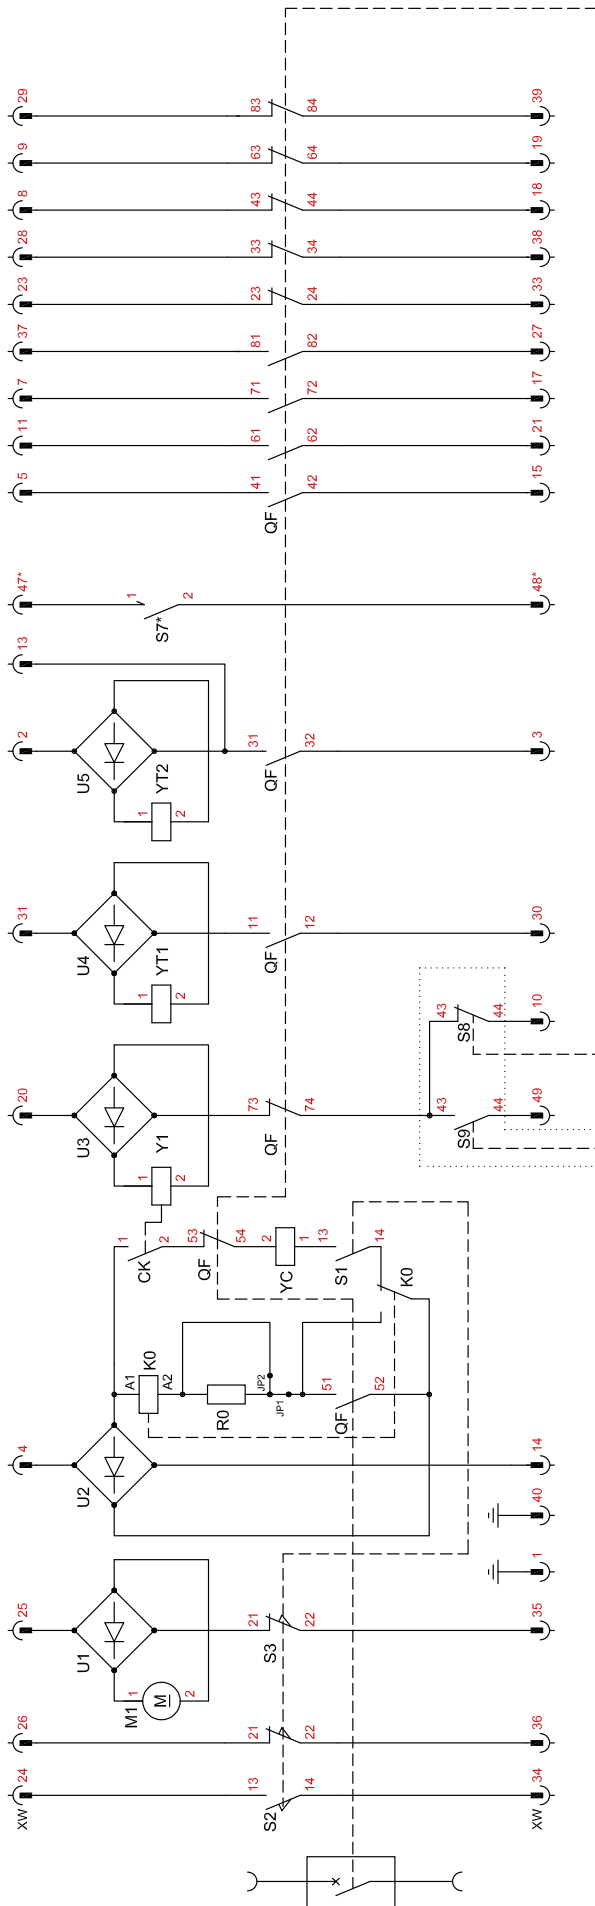 XW 24
26
25
4
20
31
2
13
47*
5
11
7
37
23
28
8
9
29
U1
U2
U3
U4
U5
M1
1
M
2
A1
K0
A2
1
CK
2
1
Y1
2
1
YT1
2
1
YT2
2
1
S7*
2
R0
JP2
JP1
53
QF
54
2
YC
1
S2
13
14
21
22
21
S3
22
51
QF
52
13
S1
14
K0
73
QF
74
11
QF
12
31
QF
32
41
QF
42
61
62
71
72
81
82
23
24
33
34
43
44
63
64
83
84
43
S9
44
43
S8
44
XW 34
36
35
1
40
14
49
10
30
3
48*
15
21
17
27
33
38
18
19
39